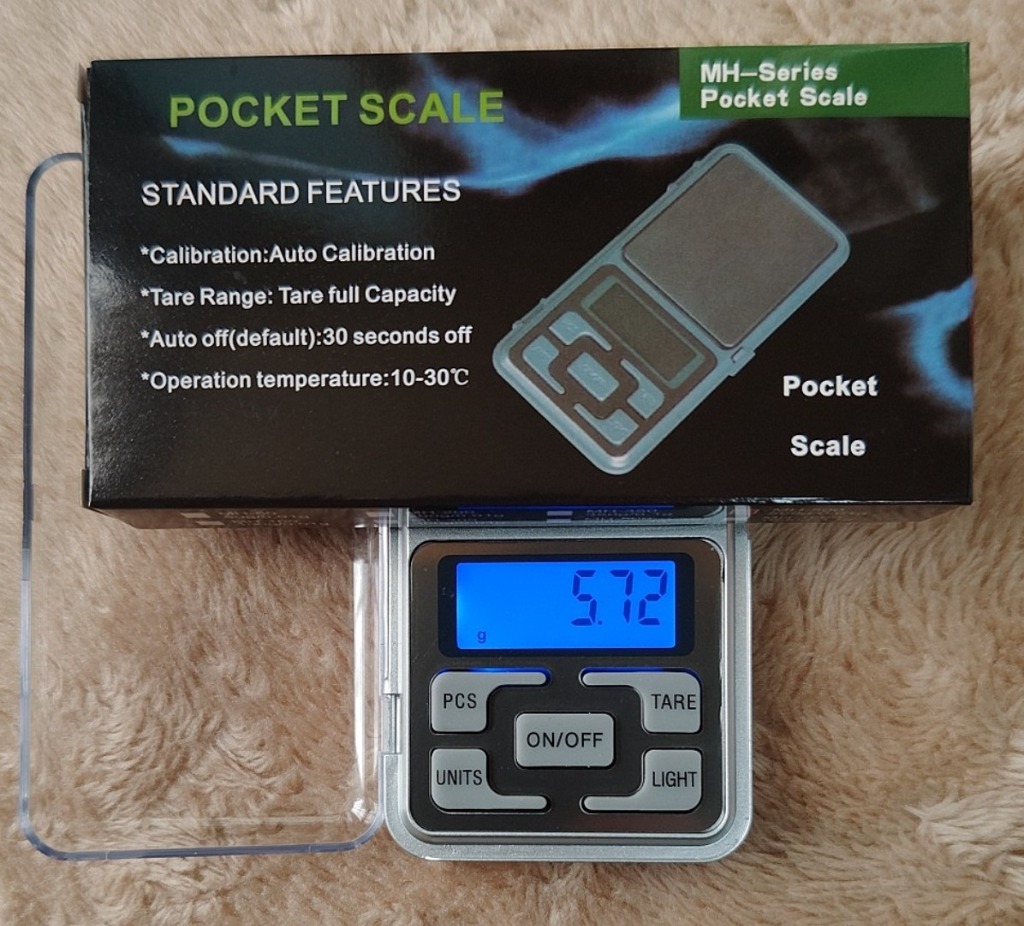 POCKET SCALE
MH-Series
Pocket Scale
STANDARD FEATURES
*Calibration:Auto Calibration
*Tare Range: Tare full Capacity
*Auto off(default):30 seconds off
*Operation temperature:10-30℃
Pocket
Scale
5.72
g
PCS
TARE
ON/OFF
UNITS
LIGHT